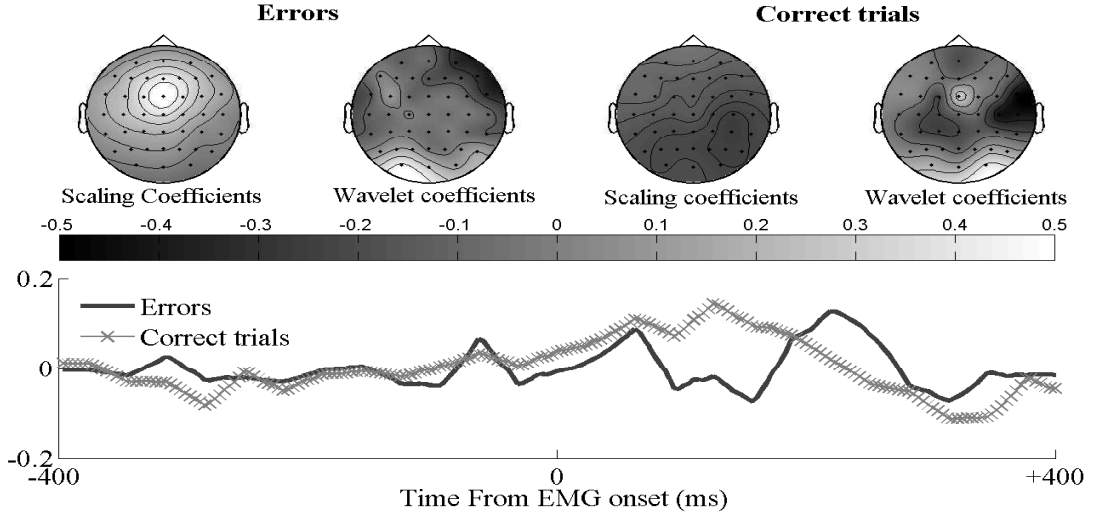 Errors Correct trials
Scaling Coefficients Wavelet coefficients Scaling coefficients Wavelet coefficients
-0.5 -0.4 -0.3 -0.2 -0.1 0 0.1 0.2 0.3 0.4 0.5
0.2
Errors
Correct trials
0
-0.2
-400 0 +400
Time From EMG onset (ms)